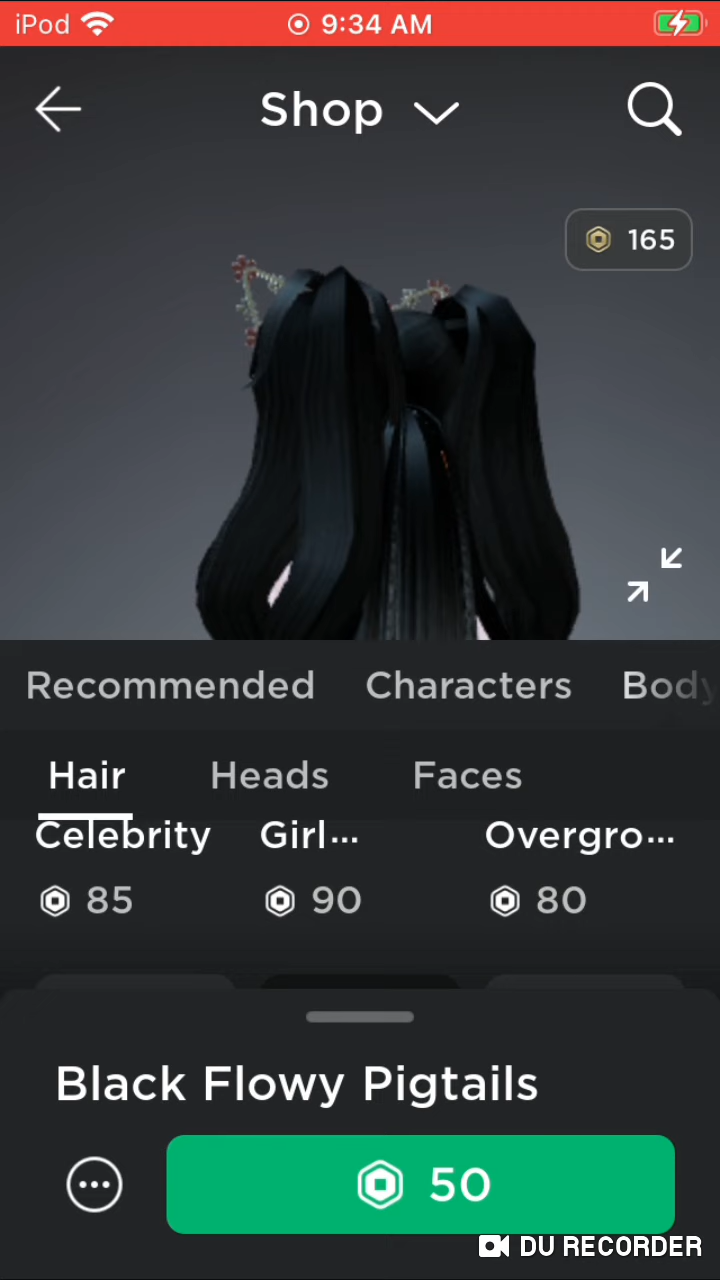 iPod 9:34 AM
Shop
165
Recommended Characters Body
Hair Heads Faces
Celebrity Girl... Overgro...
85 90 80
Black Flowy Pigtails
50
DU RECORDER